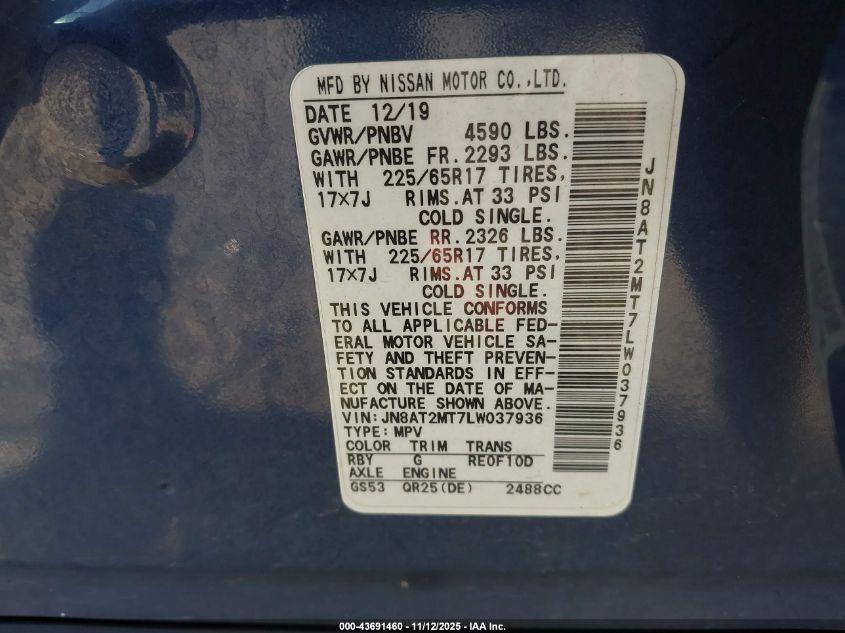 MFD BY NISSAN MOTOR CO.,LTD.
DATE 12/19
GVWR/PNBV 4590 LBS.
GAWR/PNBE FR. 2293 LBS.
WITH 225/65R17 TIRES,
17×7J RIMS. AT 33 PSI
COLD SINGLE.
GAWR/PNBE RR. 2326 LBS.
WITH 225/65R17 TIRES,
17×7J RIMS. AT 33 PSI
COLD SINGLE.
THIS VEHICLE CONFORMS
TO ALL APPLICABLE FED-
ERAL MOTOR VEHICLE SA-
FETY AND THEFT PREVEN-
TION STANDARDS IN EFF-
ECT ON THE DATE OF MA-
NUFACTURE SHOWN ABOVE.
VIN: JN8AT2MT7LW037936
TYPE: MPV
COLOR TRIM TRANS
RBY G RE0F10D
AXLE ENGINE
GS53 QR25(DE) 2488CC
JN8AT2MT7LW037936
000-43691460 - 11/12/2025 - IAA Inc.